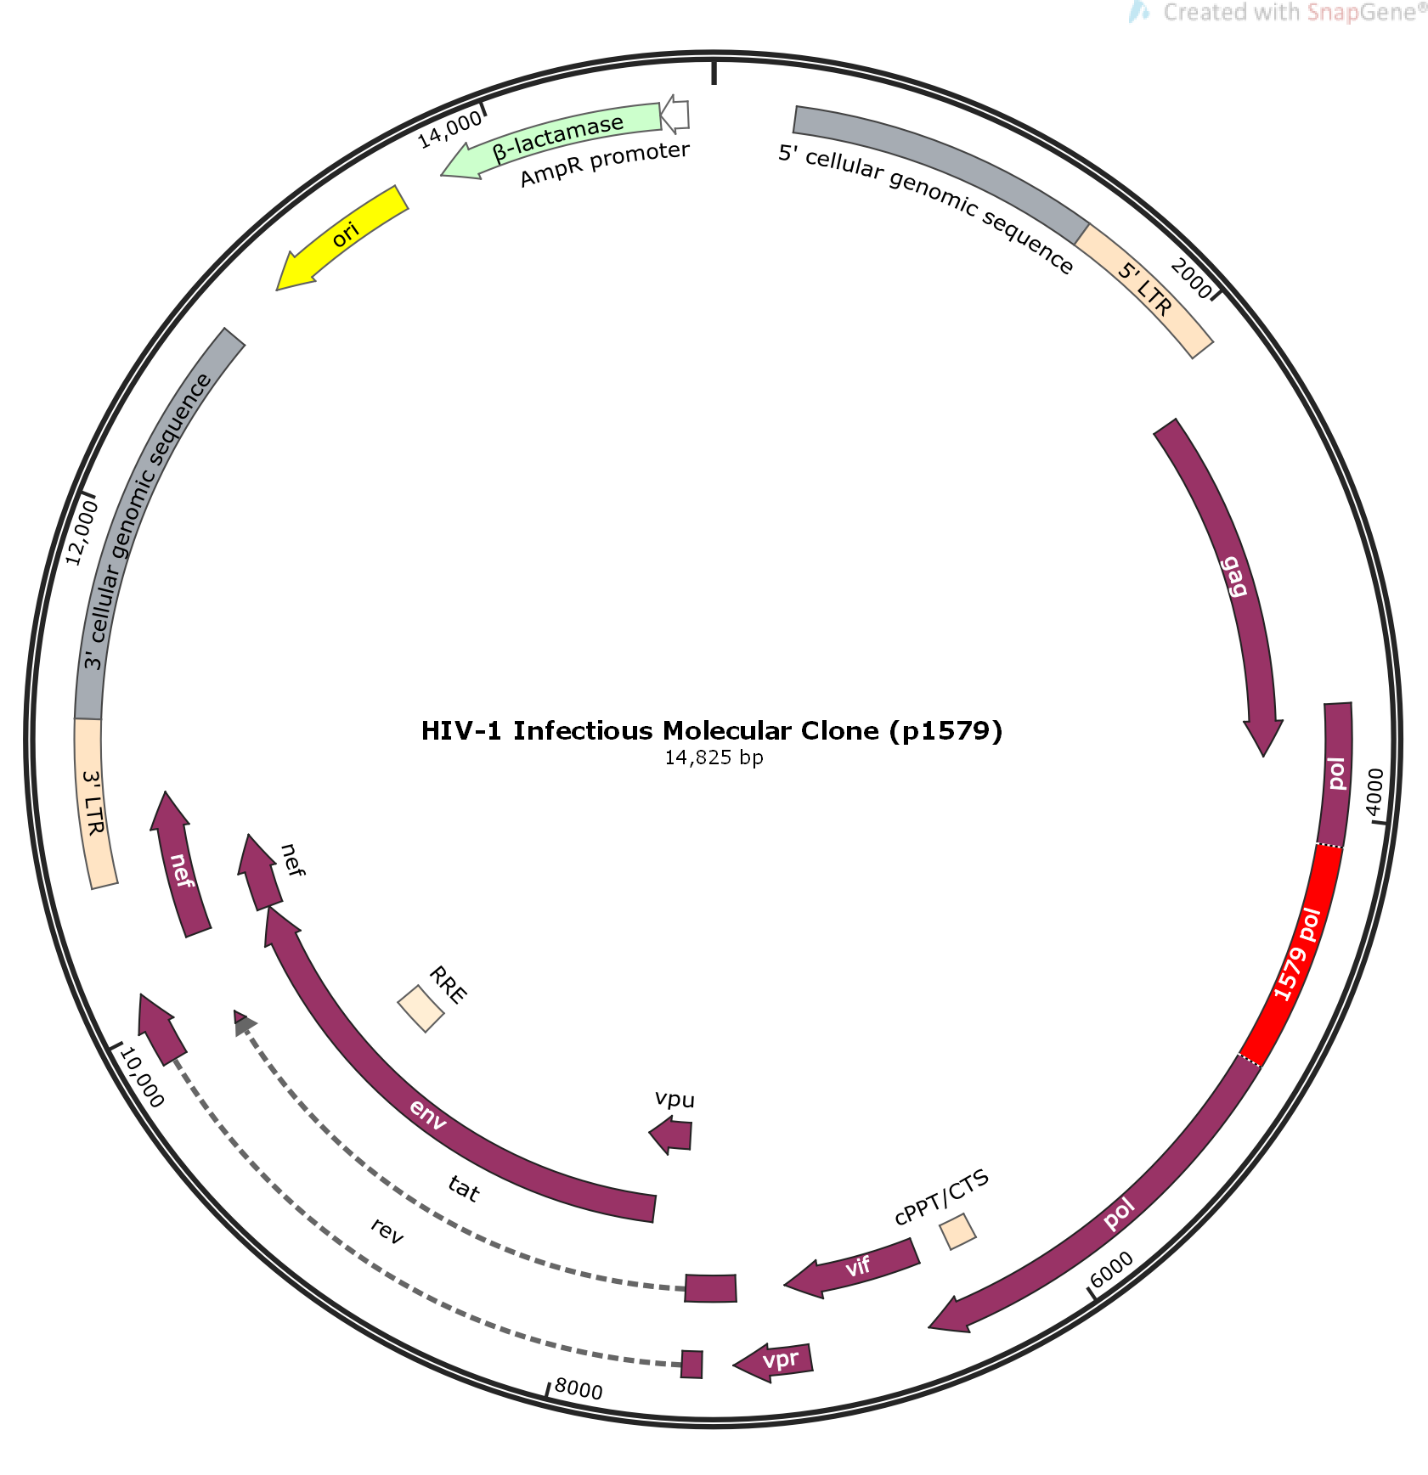 Created with SnapGene®
14,000
β-lactamase
AmpR promoter
5' cellular genomic sequence
5' LTR
2000
ori
3' cellular genomic sequence
12,000
gag
HIV-1 Infectious Molecular Clone (p1579)
14,825 bp
pol
4000
3' LTR
nef
nef
1579 pol
RRE
10,000
env
vpu
tat
rev
cPPT/CTS
pol
vif
6000
vpr
8000